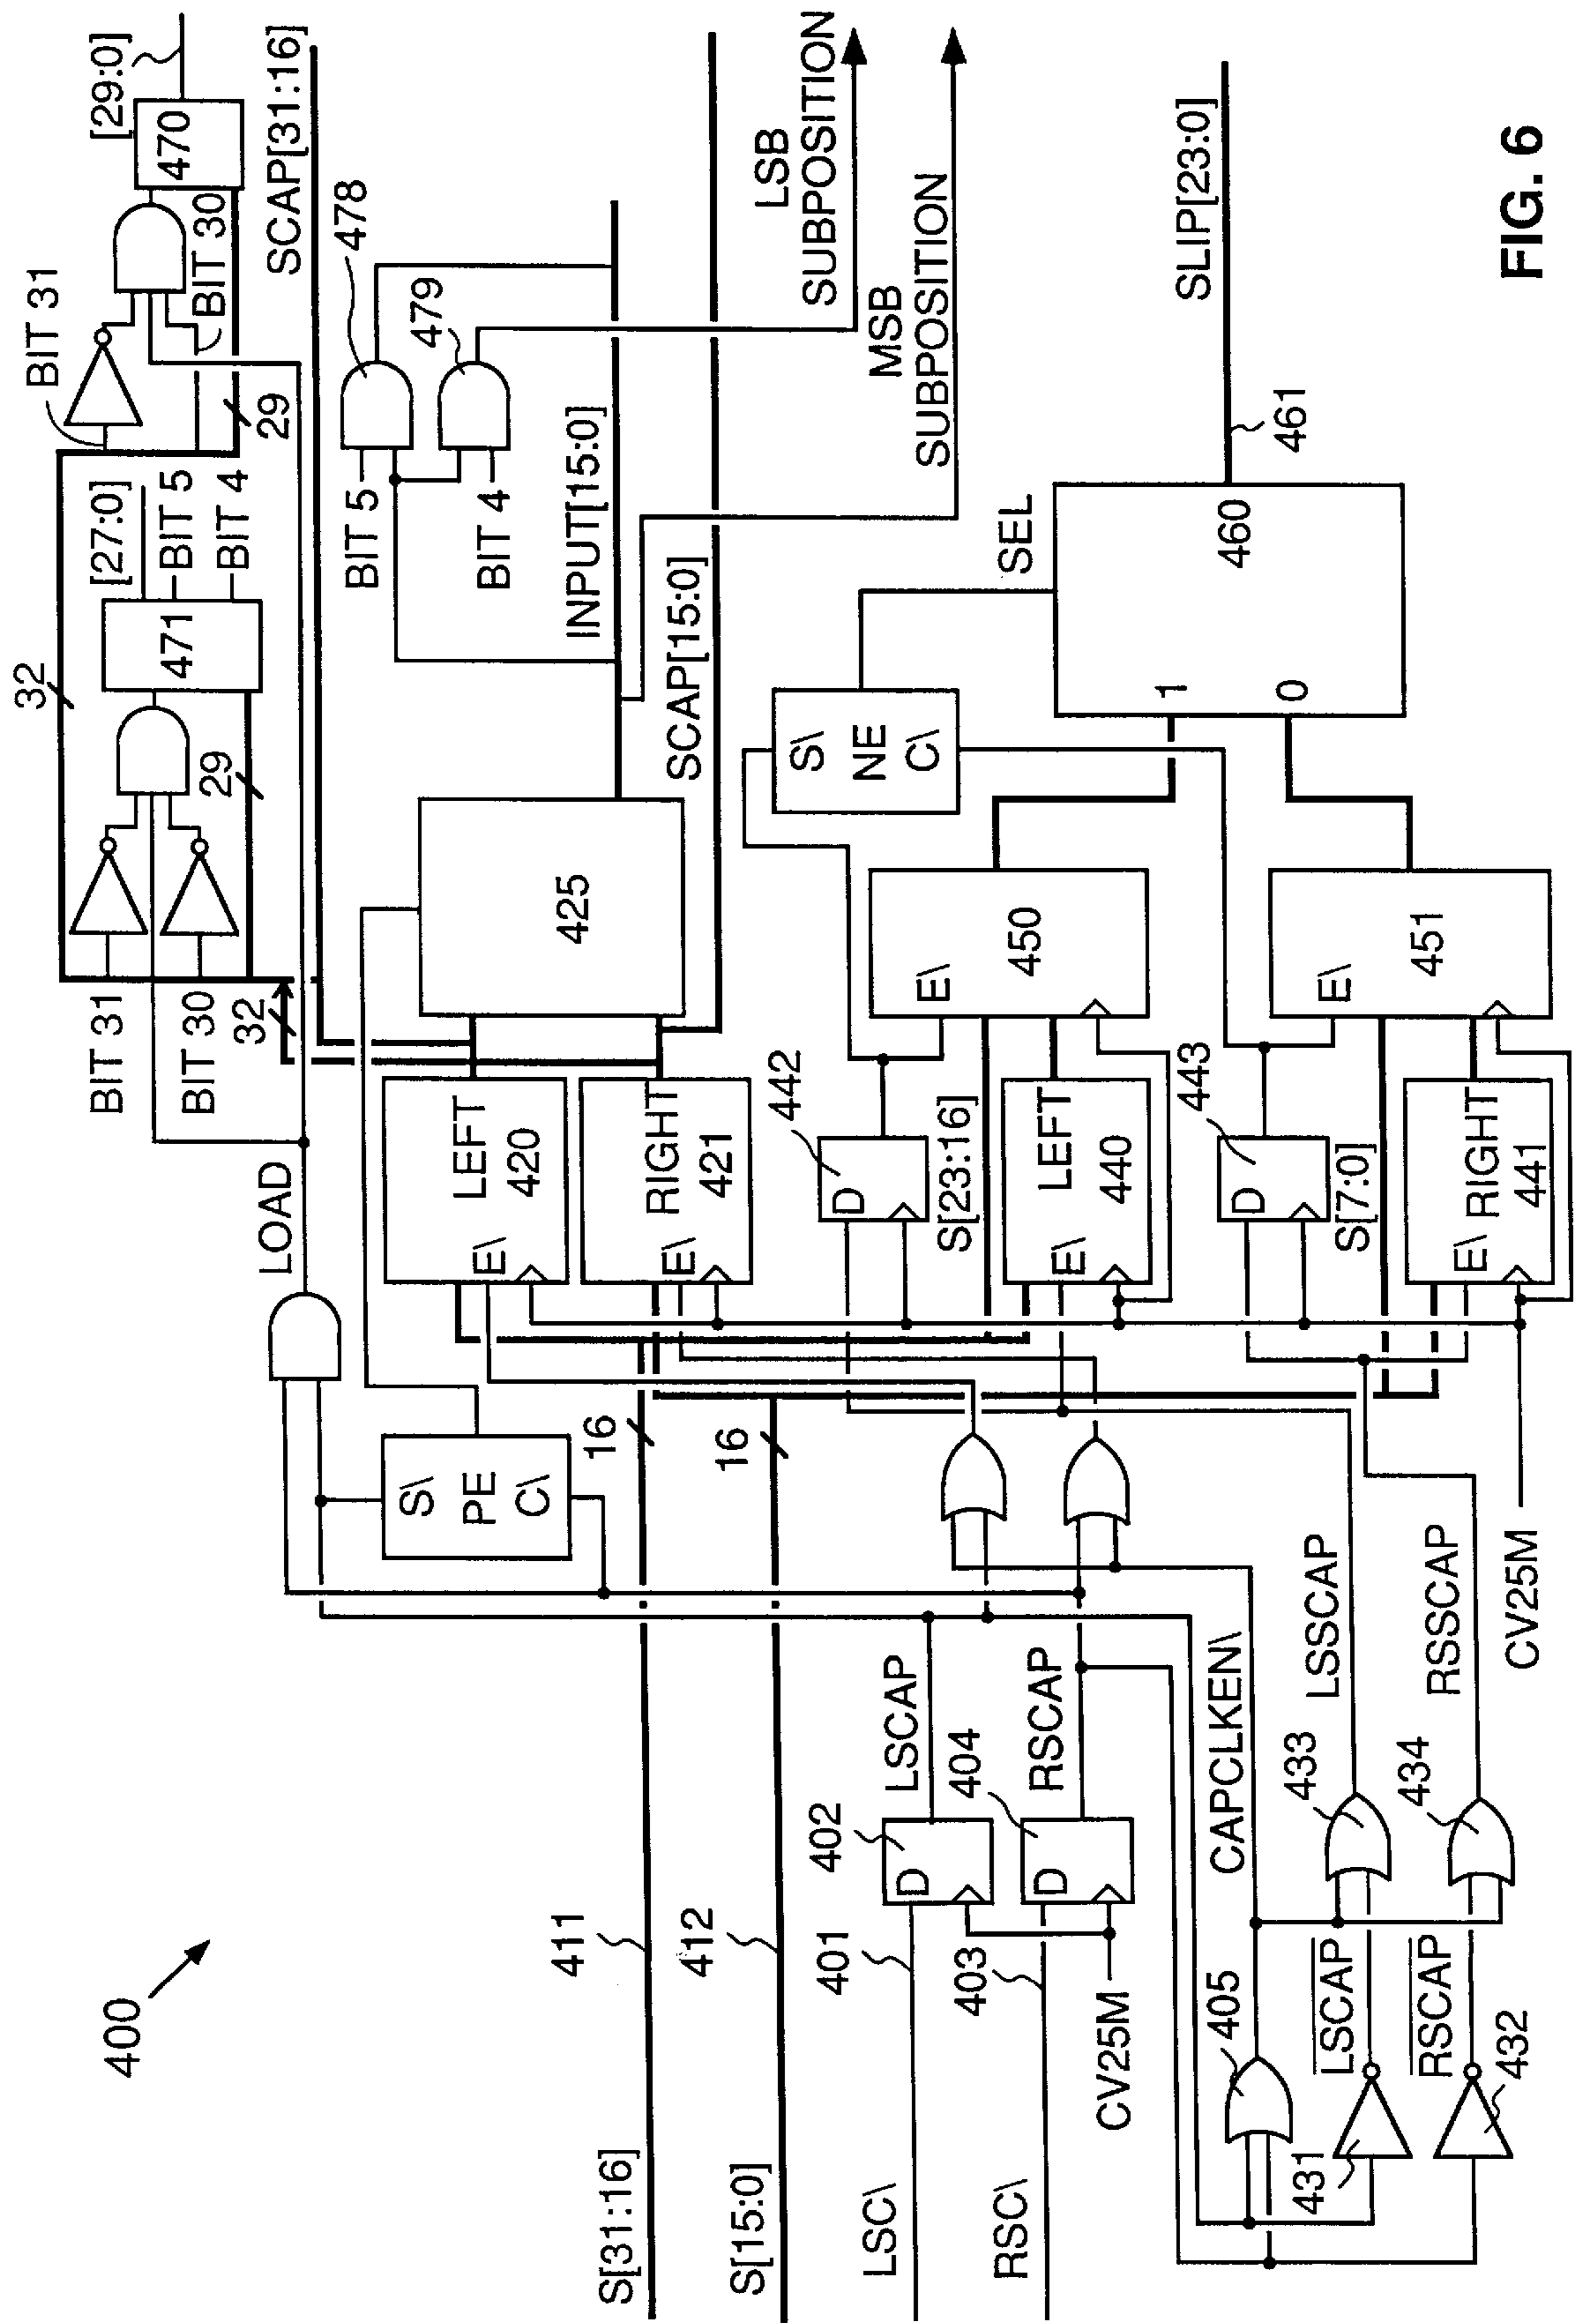 400
S[31:16]
411
16
S[15:0]
412
16
LSC\
401
402
D
LSCAP
RSC\
403
404
D
RSCAP
CV25M
405
CAPCLKEN\
431
LSCAP
433
LSSCAP
432
RSCAP
434
RSSCAP
CV25M
LOAD
S\
PE
C\
LEFT
420
E\
RIGHT
421
E\
425
442
D
S[23:16]
LEFT
440
E\
443
D
S[7:0]
RIGHT
441
E\
E\
450
E\
451
S\
NE
C\
SEL
1
0
460
461
SLIP[23:0]
BIT 31
BIT 30
32
32
29
471
[27:0]
BIT 5
BIT 4
BIT 31
BIT 30
29
470
[29:0]
SCAP[31:16]
BIT 5
BIT 4
478
479
INPUT[15:0]
SCAP[15:0]
LSB
SUBPOSITION
MSB
SUBPOSITION
FIG. 6